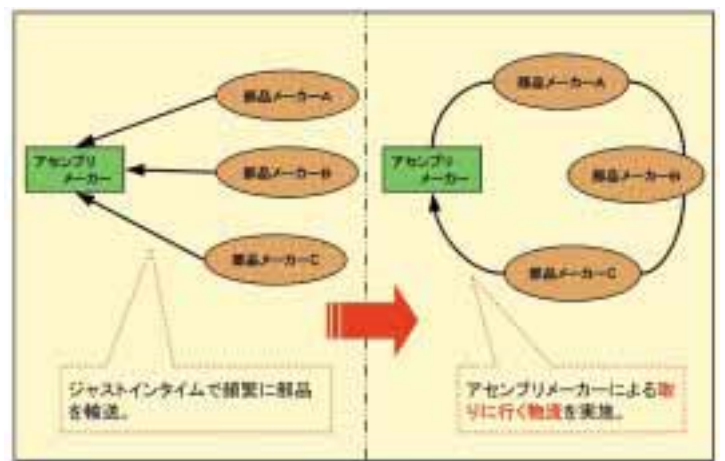 部品メーカーA
アセンブリ
メーカー
部品メーカーB
部品メーカーC
ジャストインタイムで頻繁に部品
を輸送。
部品メーカーA
アセンブリ
メーカー
部品メーカーB
部品メーカーC
アセンブリメーカーによる取
りに行く物流を実施。